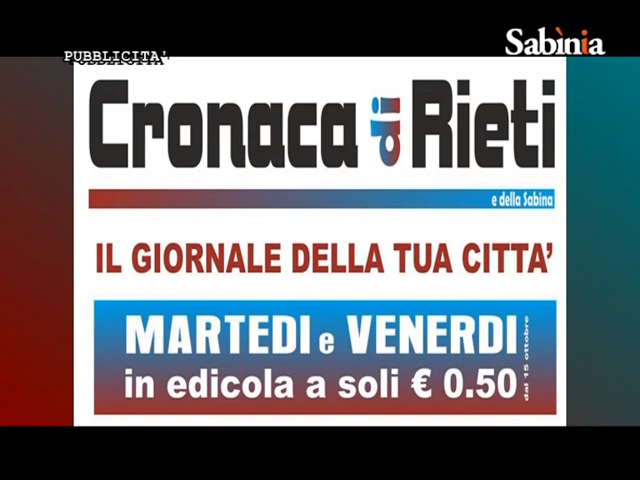 Sabìnia
PUBBLICITA'
Cronaca di Rieti
e della Sabina
IL GIORNALE DELLA TUA CITTA'
MARTEDI e VENERDI
in edicola a soli € 0.50
dal 15 ottobre